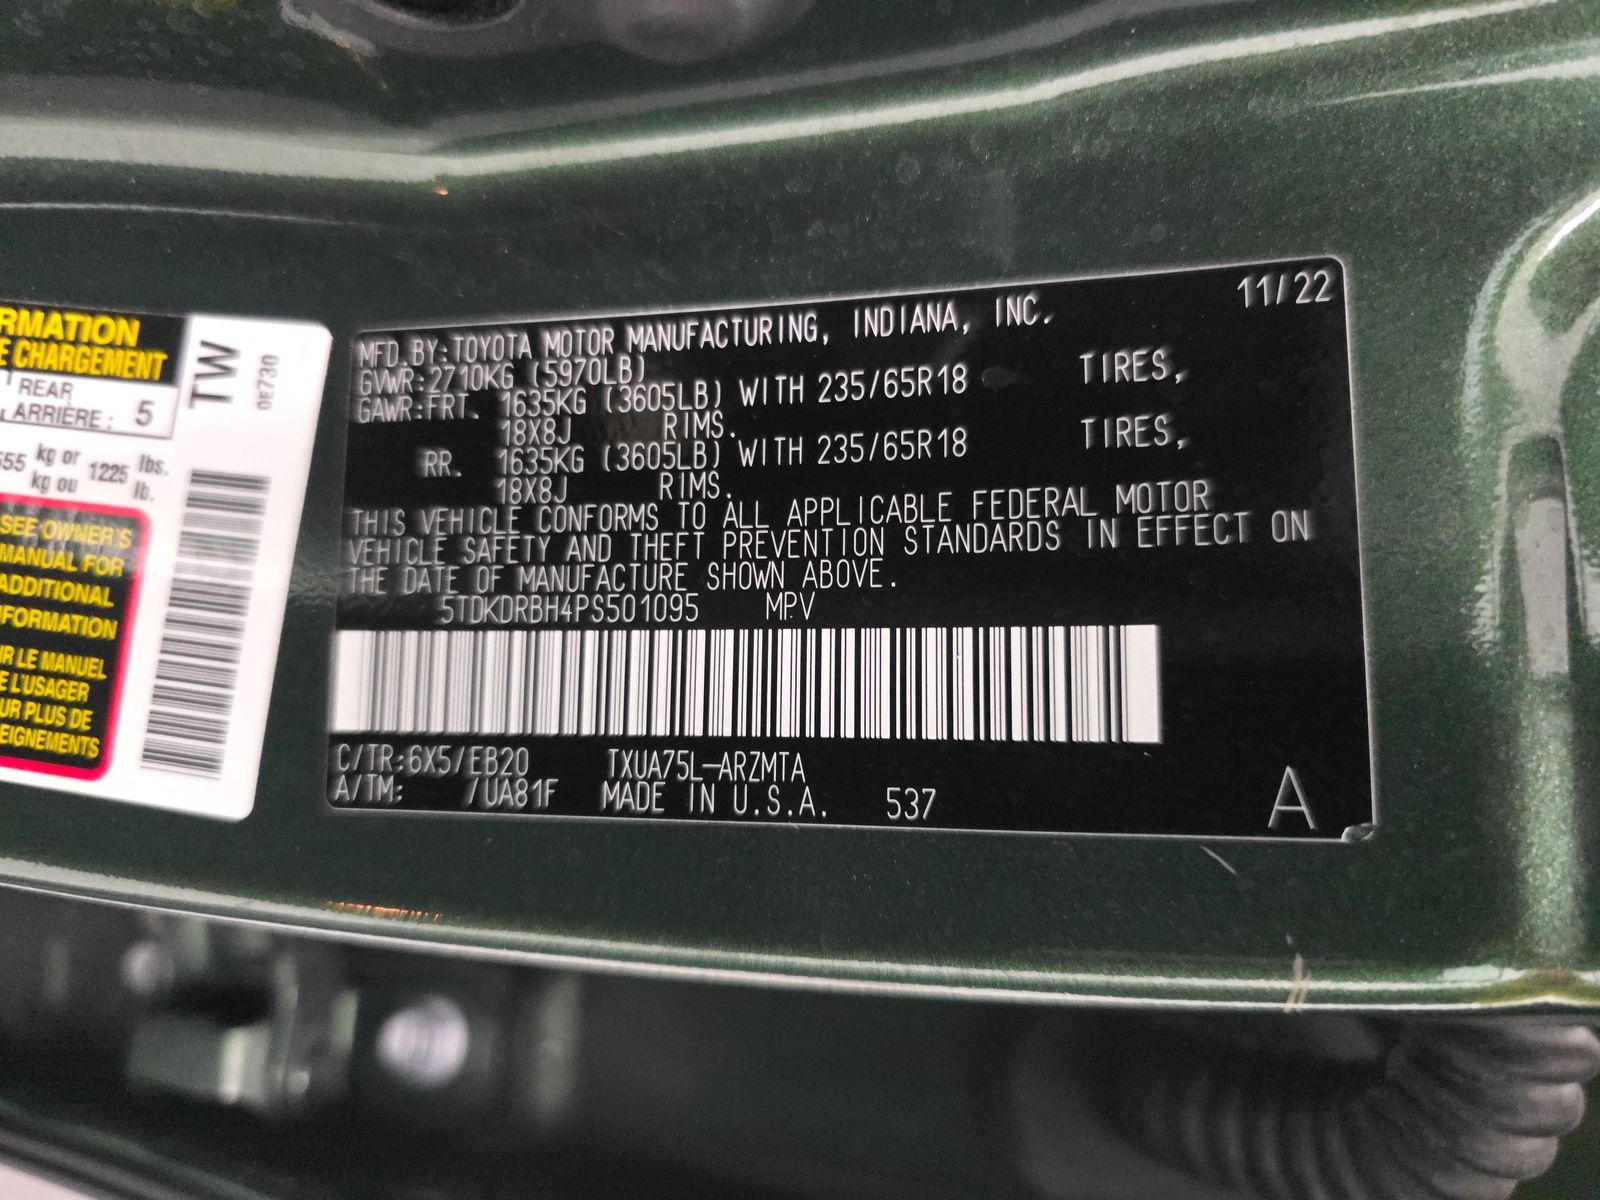 RMATION
E CHARGEMENT
REAR
ARRIÈRE : 5
kg or 1225 lbs.
kg ou lb.
SEE OWNER'S
MANUAL FOR
ADDITIONAL
NFORMATION
IR LE MANUEL
E L'USAGER
UR PLUS DE
EIGNEMENTS
TW
0E730
11/22
MFD.BY:TOYOTA MOTOR MANUFACTURING, INDIANA, INC.
GVWR:2710KG (5970LB)
GAWR:FRT. 1635KG (3605LB) WITH 235/65R18 TIRES,
18X8J RIMS.
RR. 1635KG (3605LB) WITH 235/65R18 TIRES,
18X8J RIMS.
THIS VEHICLE CONFORMS TO ALL APPLICABLE FEDERAL MOTOR
VEHICLE SAFETY AND THEFT PREVENTION STANDARDS IN EFFECT ON
THE DATE OF MANUFACTURE SHOWN ABOVE.
5TDKDRBH4PS501095 MPV
C/TR:6X5/EB20 TXUA75L-ARZMTA
A/TM: /UA81F MADE IN U.S.A. 537
A